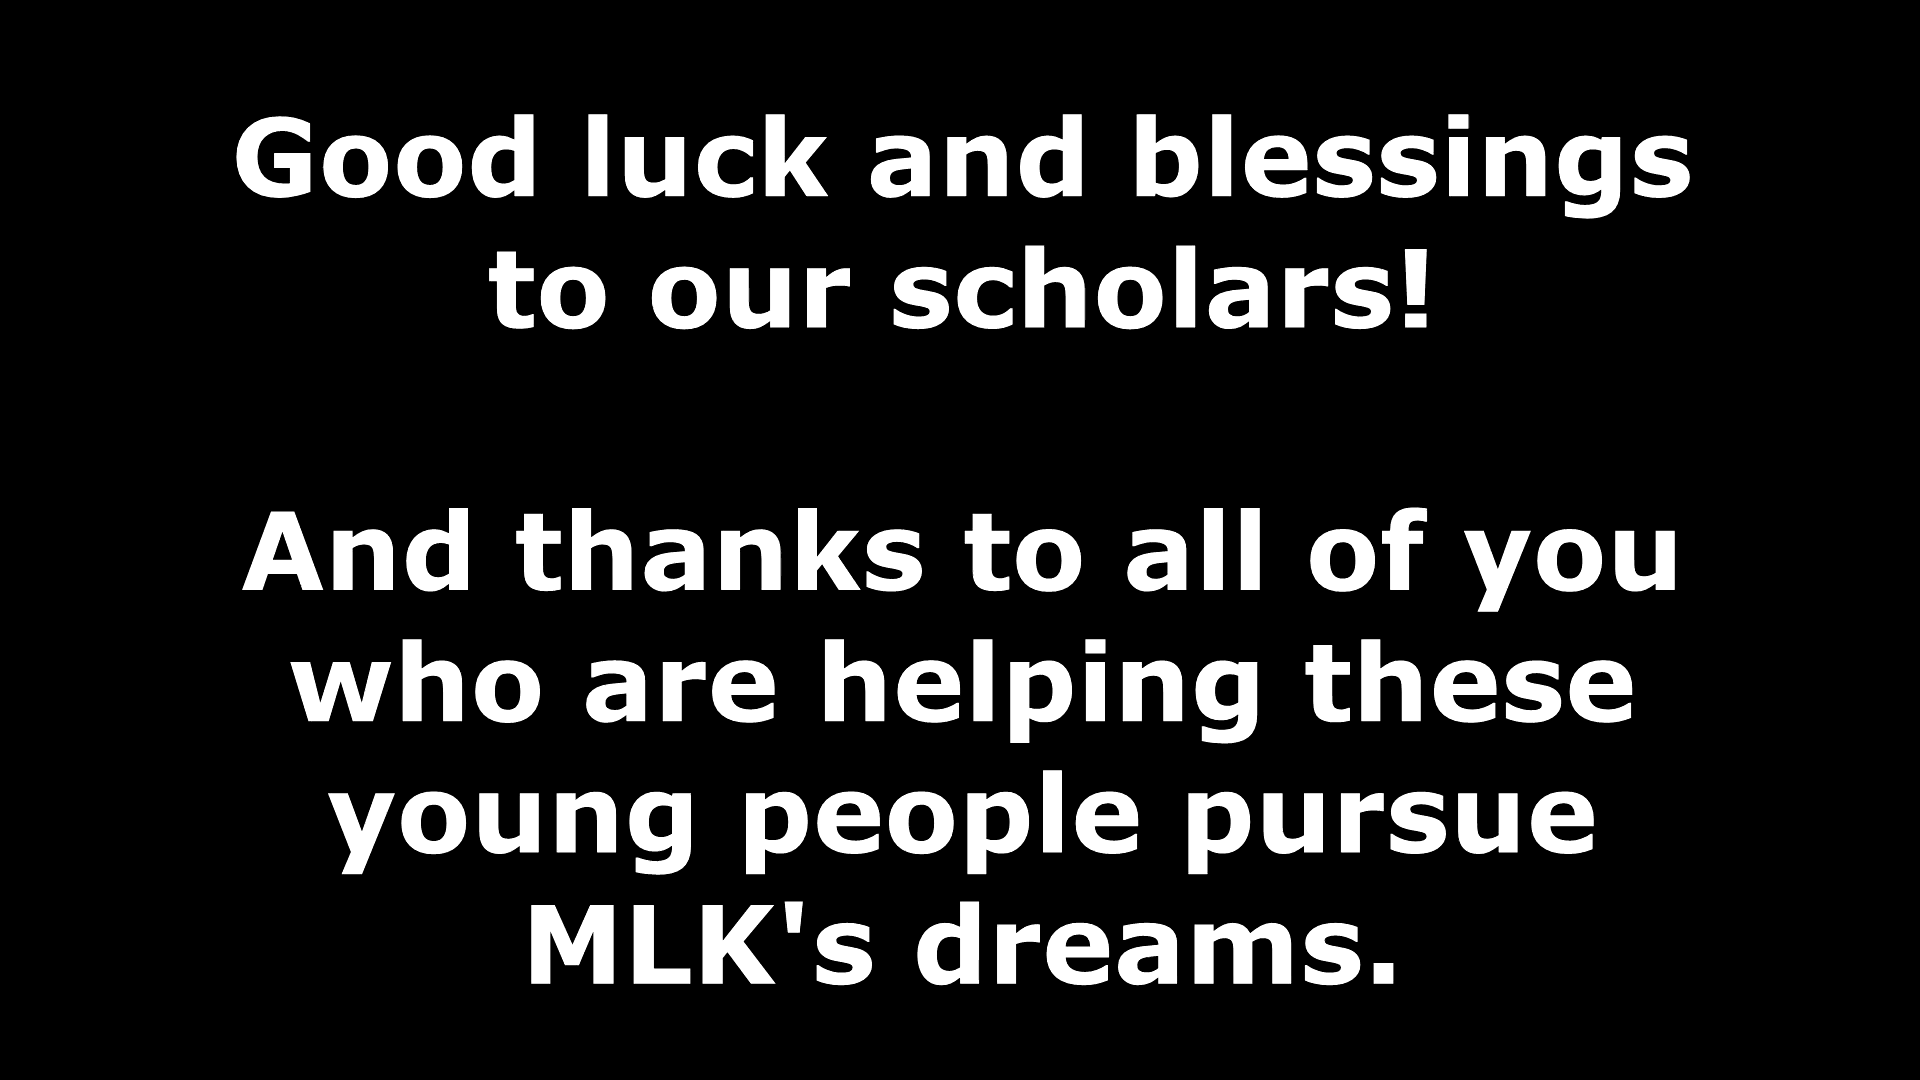 Good luck and blessings
to our scholars!
And thanks to all of you
who are helping these
young people pursue
MLK's dreams.